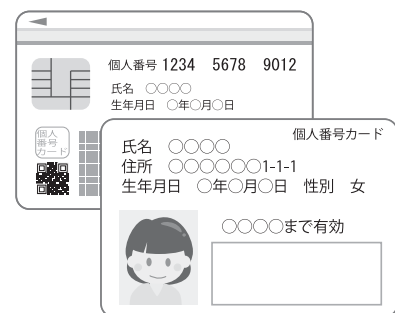 個人番号 1234 5678 9012
氏名 ○○○○
生年月日 ○年○月○日
個人
番号
カード
個人番号カード
氏名 ○○○○
住所 ○○○○○○1-1-1
生年月日 ○年○月○日 性別 女
○○○○まで有効